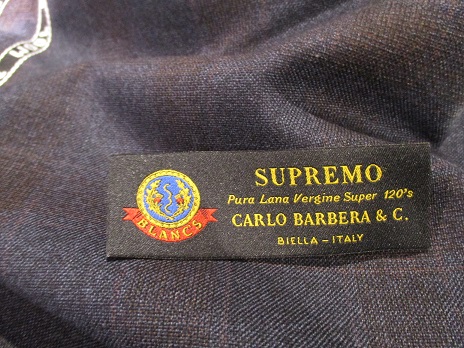 SUPREMO
Pura Lana Vergine Super 120's
CARLO BARBERA & C.
BIELLA – ITALY
BLANCS